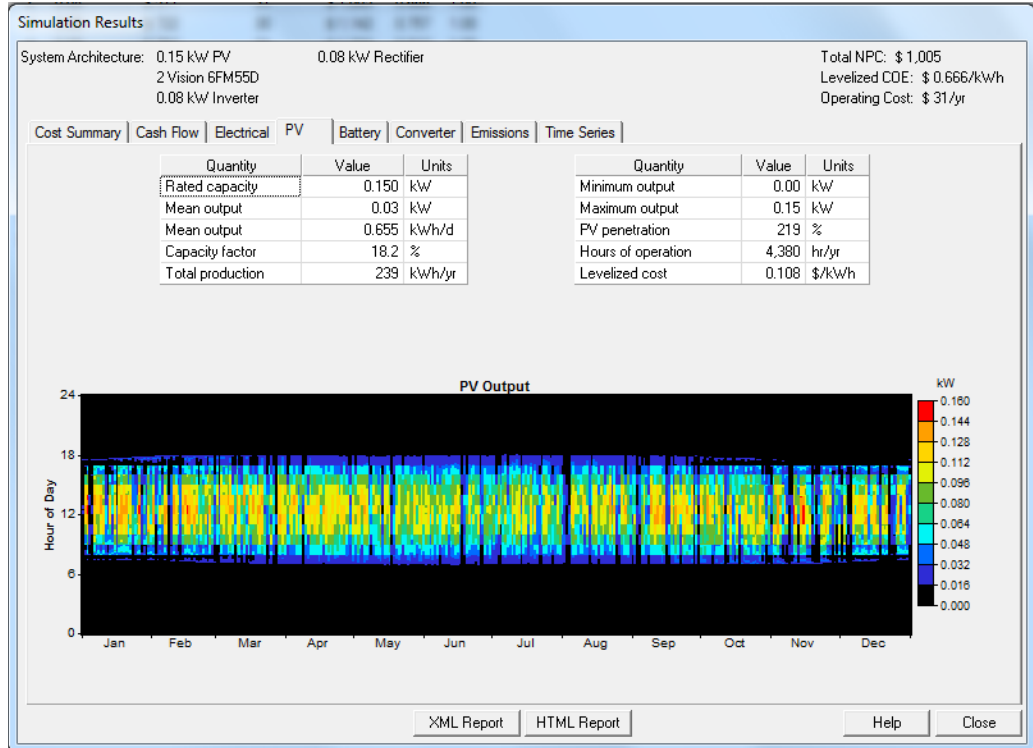 Simulation Results
System Architecture: 0.15 kW PV 0.08 kW Rectifier
2 Vision 6FM55D
0.08 kW Inverter
Total NPC: $ 1,005
Levelized COE: $ 0.666/kWh
Operating Cost: $ 31/yr
Cost Summary Cash Flow Electrical PV Battery Converter Emissions Time Series
Quantity Value Units
Rated capacity 0.150 kW
Mean output 0.03 kW
Mean output 0.655 kWh/d
Capacity factor 18.2 %
Total production 239 kWh/yr
Quantity Value Units
Minimum output 0.00 kW
Maximum output 0.15 kW
PV penetration 219 %
Hours of operation 4,380 hr/yr
Levelized cost 0.108 $/kWh
PV Output
24
18
12
6
0
Hour of Day
Jan Feb Mar Apr May Jun Jul Aug Sep Oct Nov Dec
kW
0.160
0.144
0.128
0.112
0.096
0.080
0.064
0.048
0.032
0.016
0.000
XML Report HTML Report Help Close